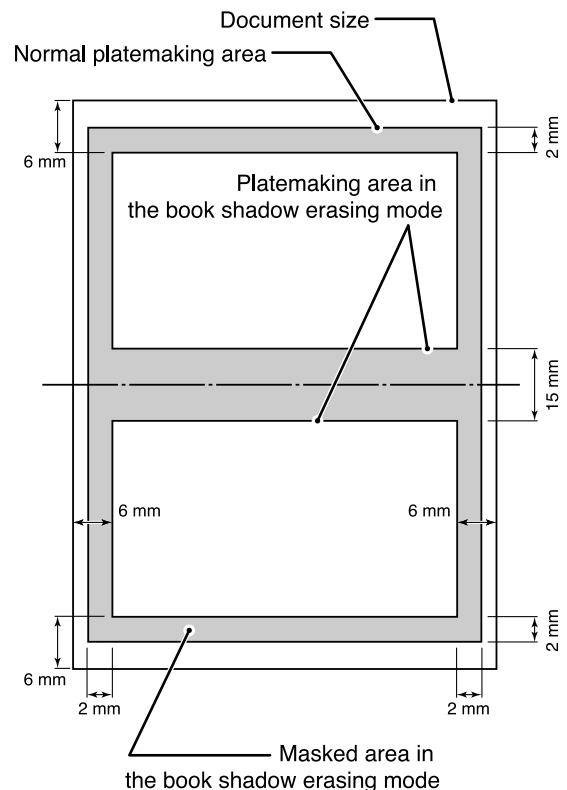 Document size
Normal platemaking area
6 mm
2 mm
Platemaking area in
the book shadow erasing mode
15 mm
6 mm
6 mm
6 mm
2 mm
2 mm
2 mm
Masked area in
the book shadow erasing mode